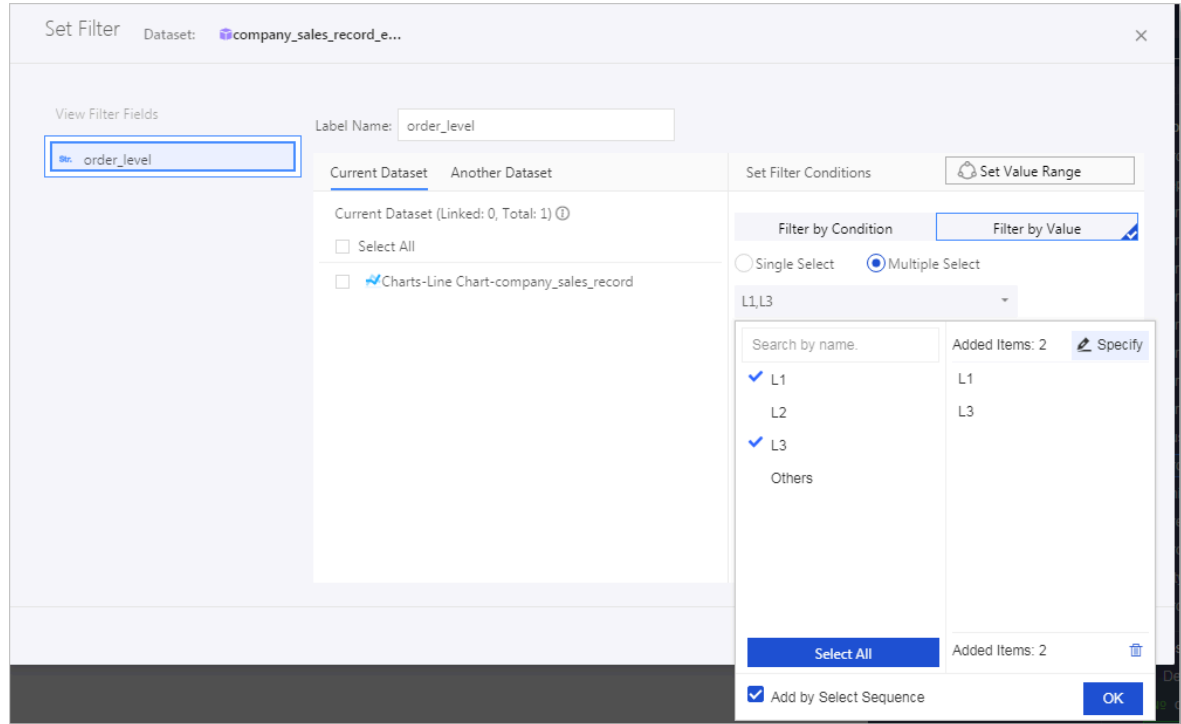 Set Filter Dataset: company_sales_record_e...
View Filter Fields
Str. order_level
Label Name: order_level
Current Dataset Another Dataset
Current Dataset (Linked: 0, Total: 1)
Select All
Charts-Line Chart-company_sales_record
Set Filter Conditions Set Value Range
Filter by Condition Filter by Value
Single Select Multiple Select
L1,L3
Search by name.
L1
L2
L3
Others
Select All
Added Items: 2 Specify
L1
L3
Added Items: 2
Add by Select Sequence OK
De